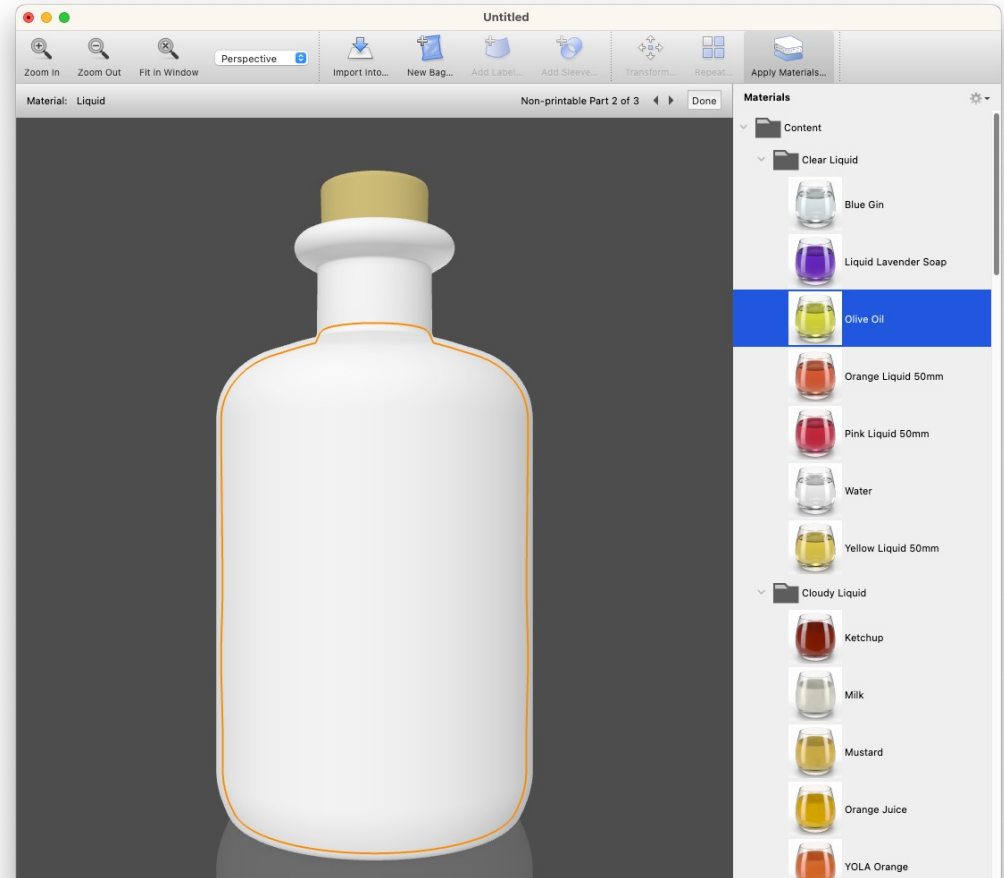 Untitled
Zoom In
Zoom Out
Fit in Window
Perspective
Import Into...
New Bag...
Add Label...
Add Sleeve...
Transform...
Repeat...
Apply Materials...
Material: Liquid
Non-printable Part 2 of 3
Done
Materials
Content
Clear Liquid
Blue Gin
Liquid Lavender Soap
Olive Oil
Orange Liquid 50mm
Pink Liquid 50mm
Water
Yellow Liquid 50mm
Cloudy Liquid
Ketchup
Milk
Mustard
Orange Juice
YOLA Orange